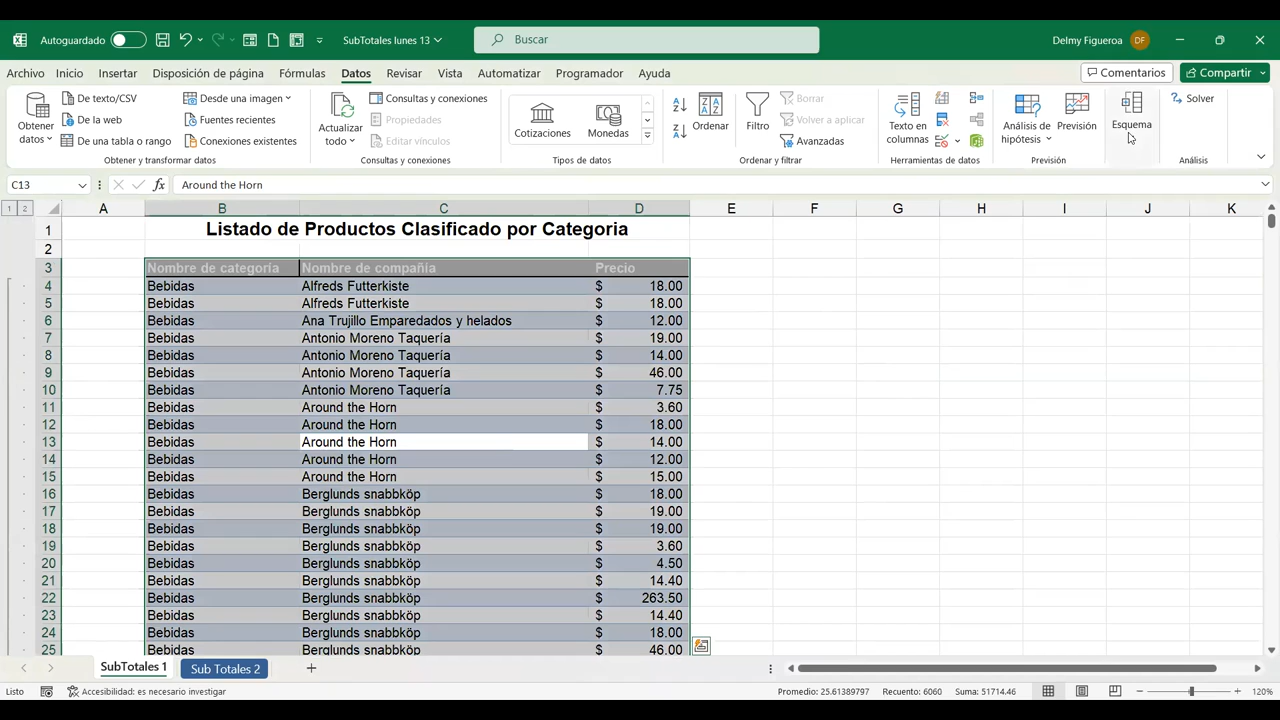 Autoguardado SubTotales lunes 13 Buscar Delmy Figueroa DF
Archivo Inicio Insertar Disposición de página Fórmulas Datos Revisar Vista Automatizar Programador Ayuda Comentarios Compartir
Obtener datos De texto/CSV De la web De una tabla o rango Desde una imagen Fuentes recientes Conexiones existentes
Actualizar todo Consultas y conexiones Propiedades Editar vínculos
Cotizaciones Monedas
Ordenar Filtro Borrar Volver a aplicar Avanzadas
Texto en columnas Análisis de hipótesis Previsión Esquema Solver
Obtener y transformar datos Consultas y conexiones Tipos de datos Ordenar y filtrar Herramientas de datos Previsión Análisis
C13 fx Around the Horn
1 2 A B C D E F G H I J K
1 Listado de Productos Clasificado por Categoria
2
3 Nombre de categoría Nombre de compañía Precio
4 Bebidas Alfreds Futterkiste $ 18.00
5 Bebidas Alfreds Futterkiste $ 18.00
6 Bebidas Ana Trujillo Emparedados y helados $ 12.00
7 Bebidas Antonio Moreno Taquería $ 19.00
8 Bebidas Antonio Moreno Taquería $ 14.00
9 Bebidas Antonio Moreno Taquería $ 46.00
10 Bebidas Antonio Moreno Taquería $ 7.75
11 Bebidas Around the Horn $ 3.60
12 Bebidas Around the Horn $ 18.00
13 Bebidas Around the Horn $ 14.00
14 Bebidas Around the Horn $ 12.00
15 Bebidas Around the Horn $ 15.00
16 Bebidas Berglunds snabbköp $ 18.00
17 Bebidas Berglunds snabbköp $ 19.00
18 Bebidas Berglunds snabbköp $ 19.00
19 Bebidas Berglunds snabbköp $ 3.60
20 Bebidas Berglunds snabbköp $ 4.50
21 Bebidas Berglunds snabbköp $ 14.40
22 Bebidas Berglunds snabbköp $ 263.50
23 Bebidas Berglunds snabbköp $ 14.40
24 Bebidas Berglunds snabbköp $ 18.00
25 Bebidas Berglunds snabbköp $ 46.00
SubTotales 1 Sub Totales 2
Listo Accesibilidad: es necesario investigar Promedio: 25.61389797 Recuento: 6060 Suma: 51714.46 120%